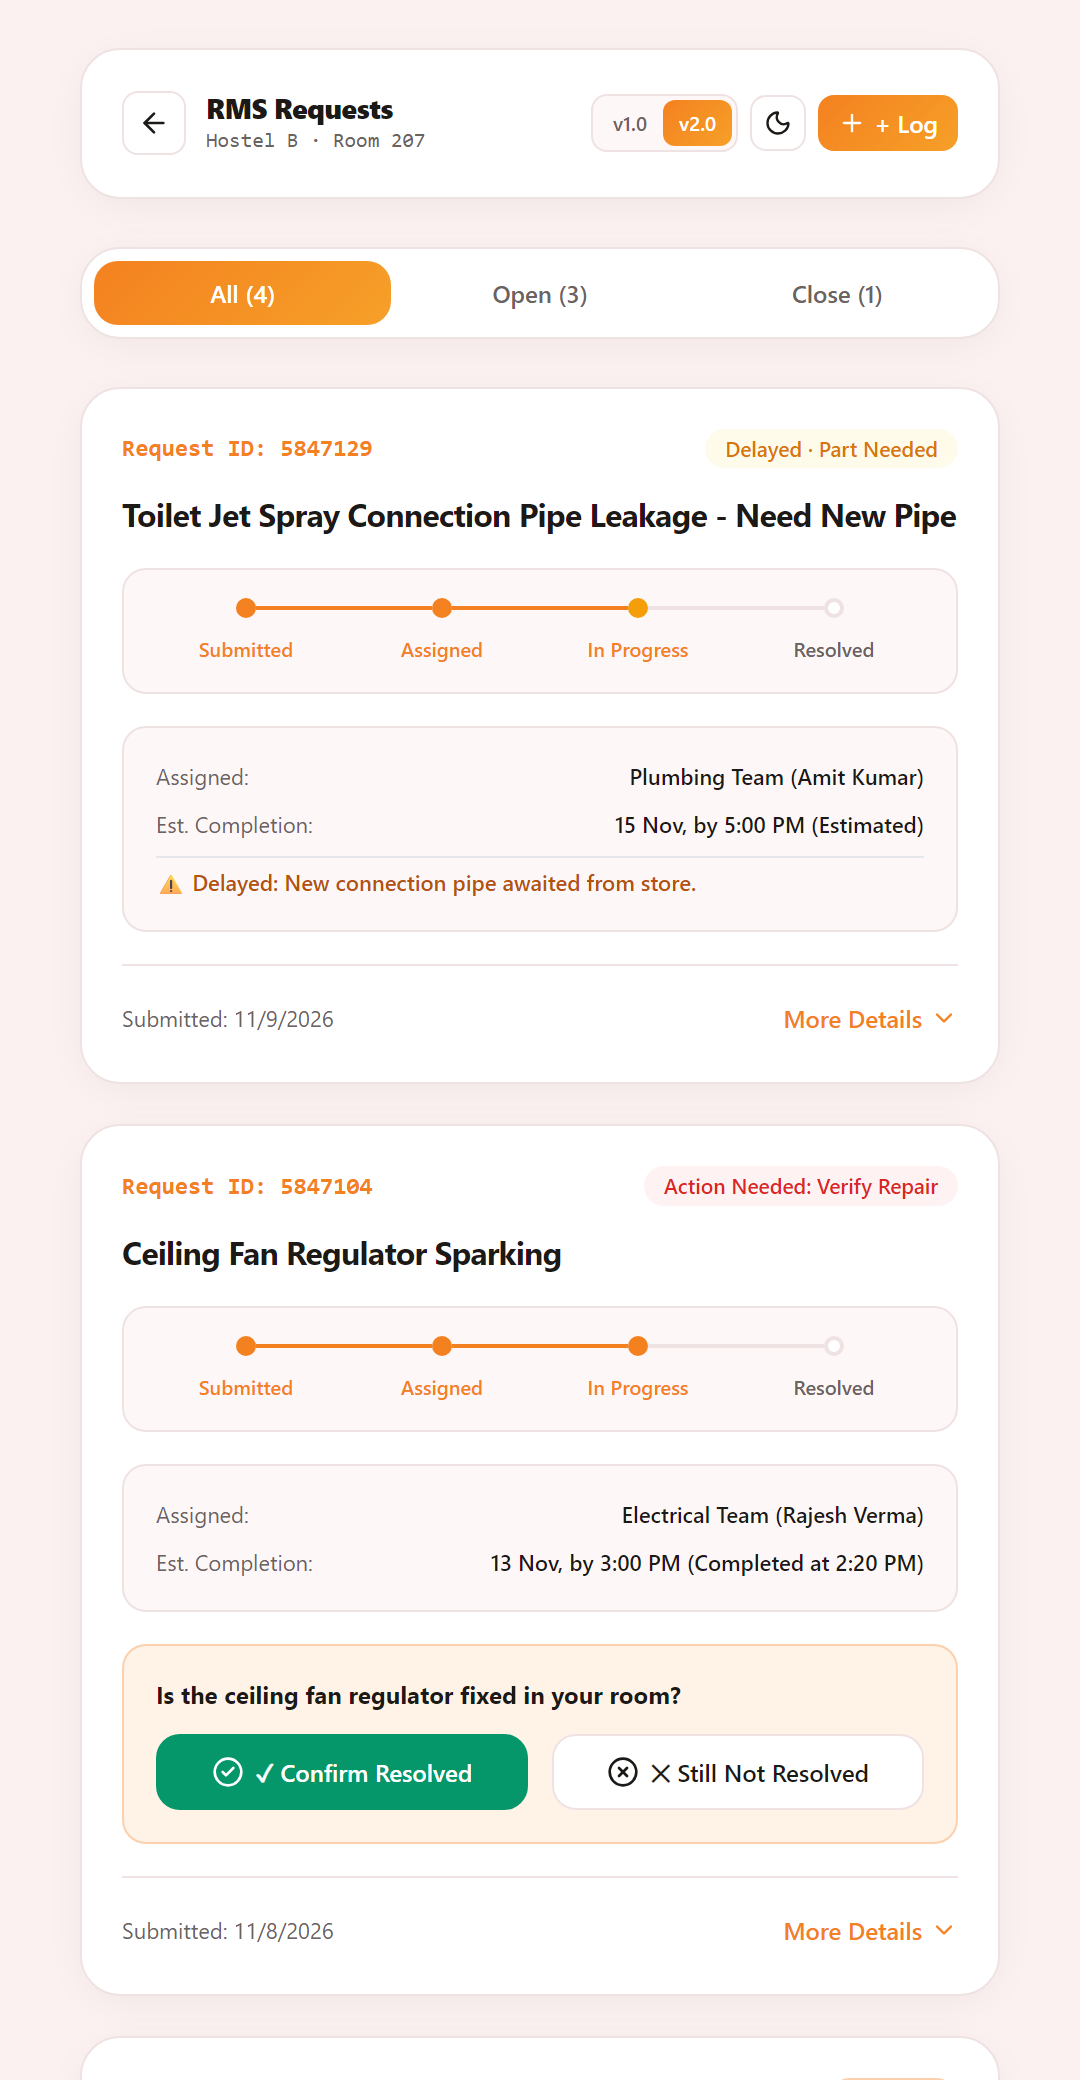 RMS Requests
Hostel B · Room 207
v1.0
v2.0
+ + Log
All (4)
Open (3)
Close (1)
Request ID: 5847129
Delayed · Part Needed
Toilet Jet Spray Connection Pipe Leakage - Need New Pipe
Submitted
Assigned
In Progress
Resolved
Assigned:
Plumbing Team (Amit Kumar)
Est. Completion:
15 Nov, by 5:00 PM (Estimated)
⚠️ Delayed: New connection pipe awaited from store.
Submitted: 11/9/2026
More Details
Request ID: 5847104
Action Needed: Verify Repair
Ceiling Fan Regulator Sparking
Submitted
Assigned
In Progress
Resolved
Assigned:
Electrical Team (Rajesh Verma)
Est. Completion:
13 Nov, by 3:00 PM (Completed at 2:20 PM)
Is the ceiling fan regulator fixed in your room?
✓ Confirm Resolved
✕ Still Not Resolved
Submitted: 11/8/2026
More Details